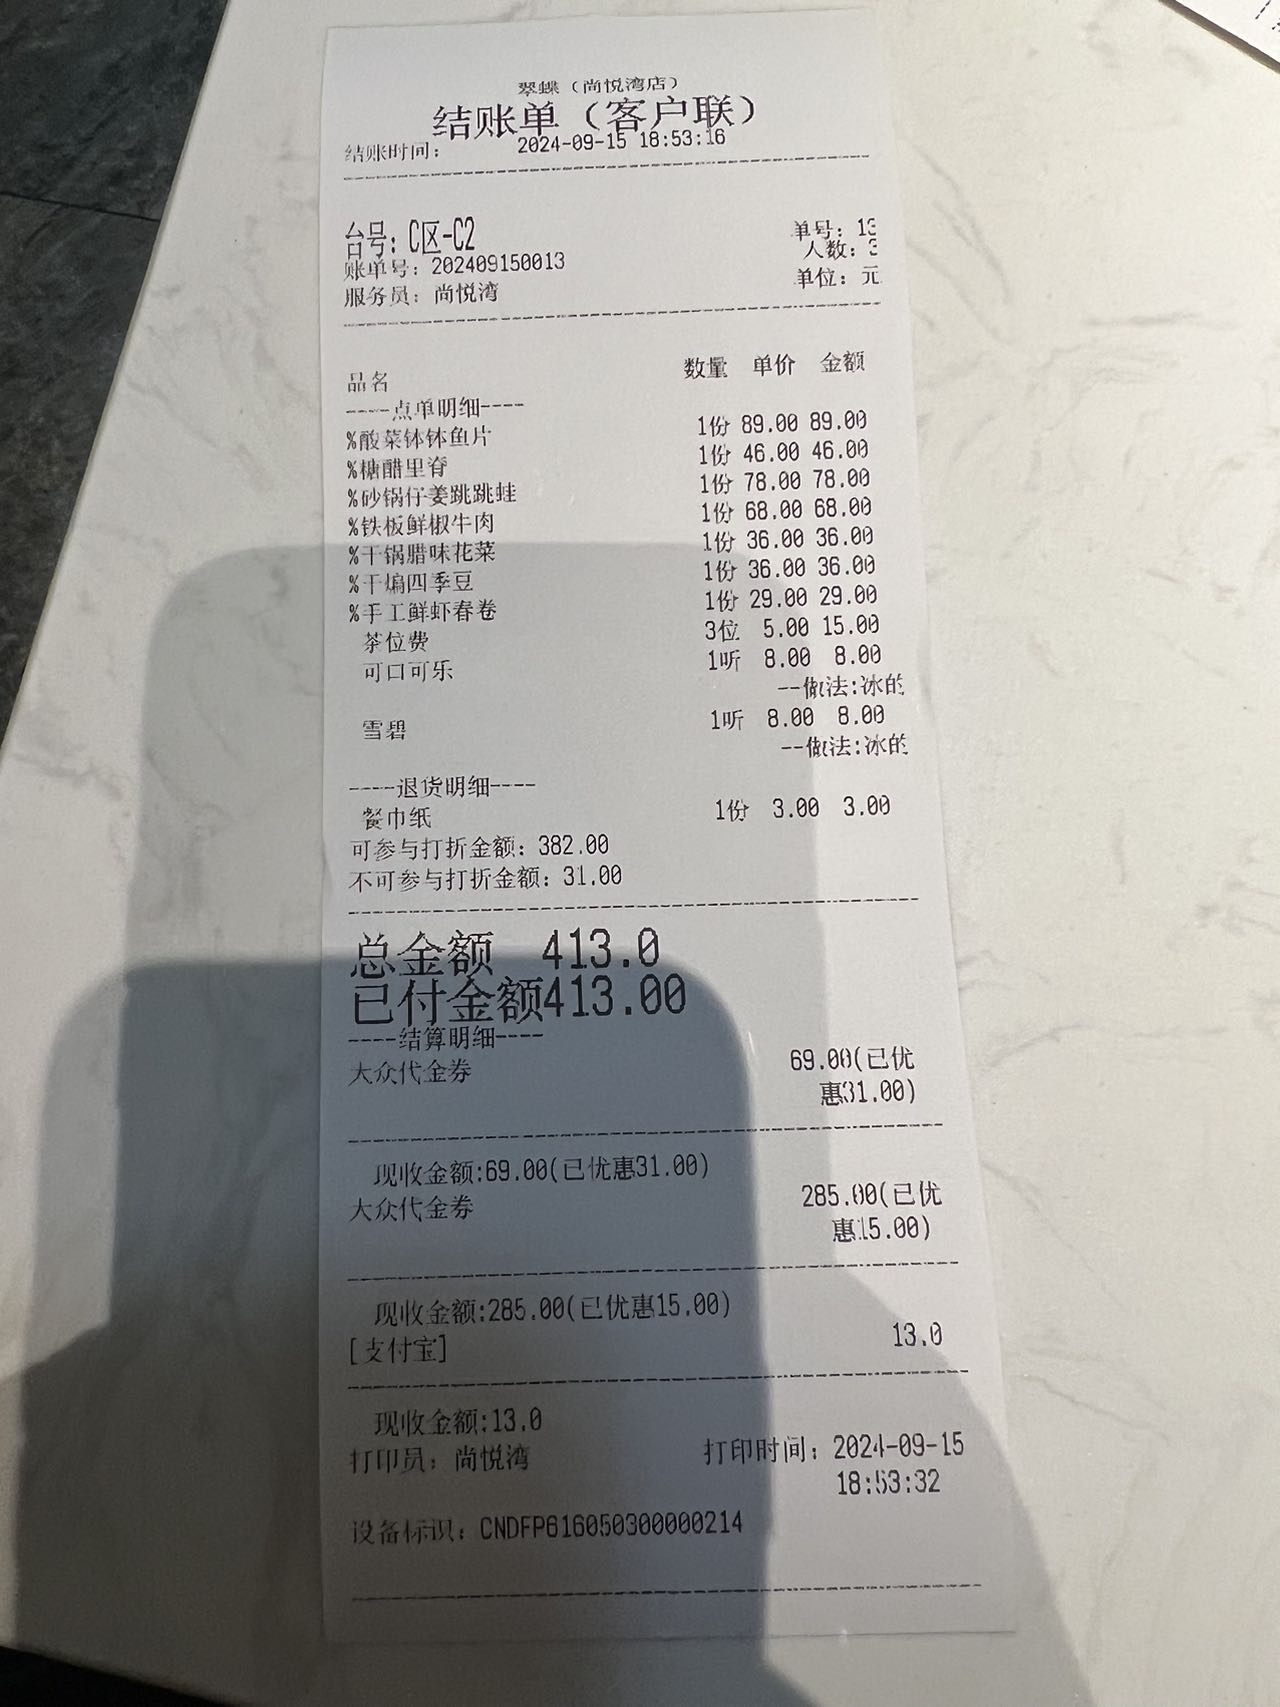 翠蝶（尚悦湾店）
结账单（客户联）
结账时间： 2024-09-15 18:53:16
台号：C区-C2 单号：13
人数：3
账单号：202409150013
服务员：尚悦湾 单位：元
品名 数量 单价 金额
----点单明细----
%酸菜钵钵鱼片 1份 89.00 89.00
%糖醋里脊 1份 46.00 46.00
%砂锅仔姜跳跳蛙 1份 78.00 78.00
%铁板鲜椒牛肉 1份 68.00 68.00
%干锅腊味花菜 1份 36.00 36.00
%干煸四季豆 1份 36.00 36.00
%手工鲜虾春卷 1份 29.00 29.00
茶位费 3位 5.00 15.00
可口可乐 1听 8.00 8.00
--做法:冰的
雪碧 1听 8.00 8.00
--做法:冰的
----退货明细----
餐巾纸 1份 3.00 3.00
可参与打折金额：382.00
不可参与打折金额：31.00
总金额 413.0
已付金额413.00
----结算明细----
大众代金券 69.00(已优
惠31.00)
现收金额:69.00(已优惠31.00)
大众代金券 285.00(已优
惠15.00)
现收金额:285.00(已优惠15.00)
[支付宝] 13.0
现收金额:13.0
打印员：尚悦湾 打印时间：2024-09-15
18:53:32
设备标识：CNDFP616050300000214